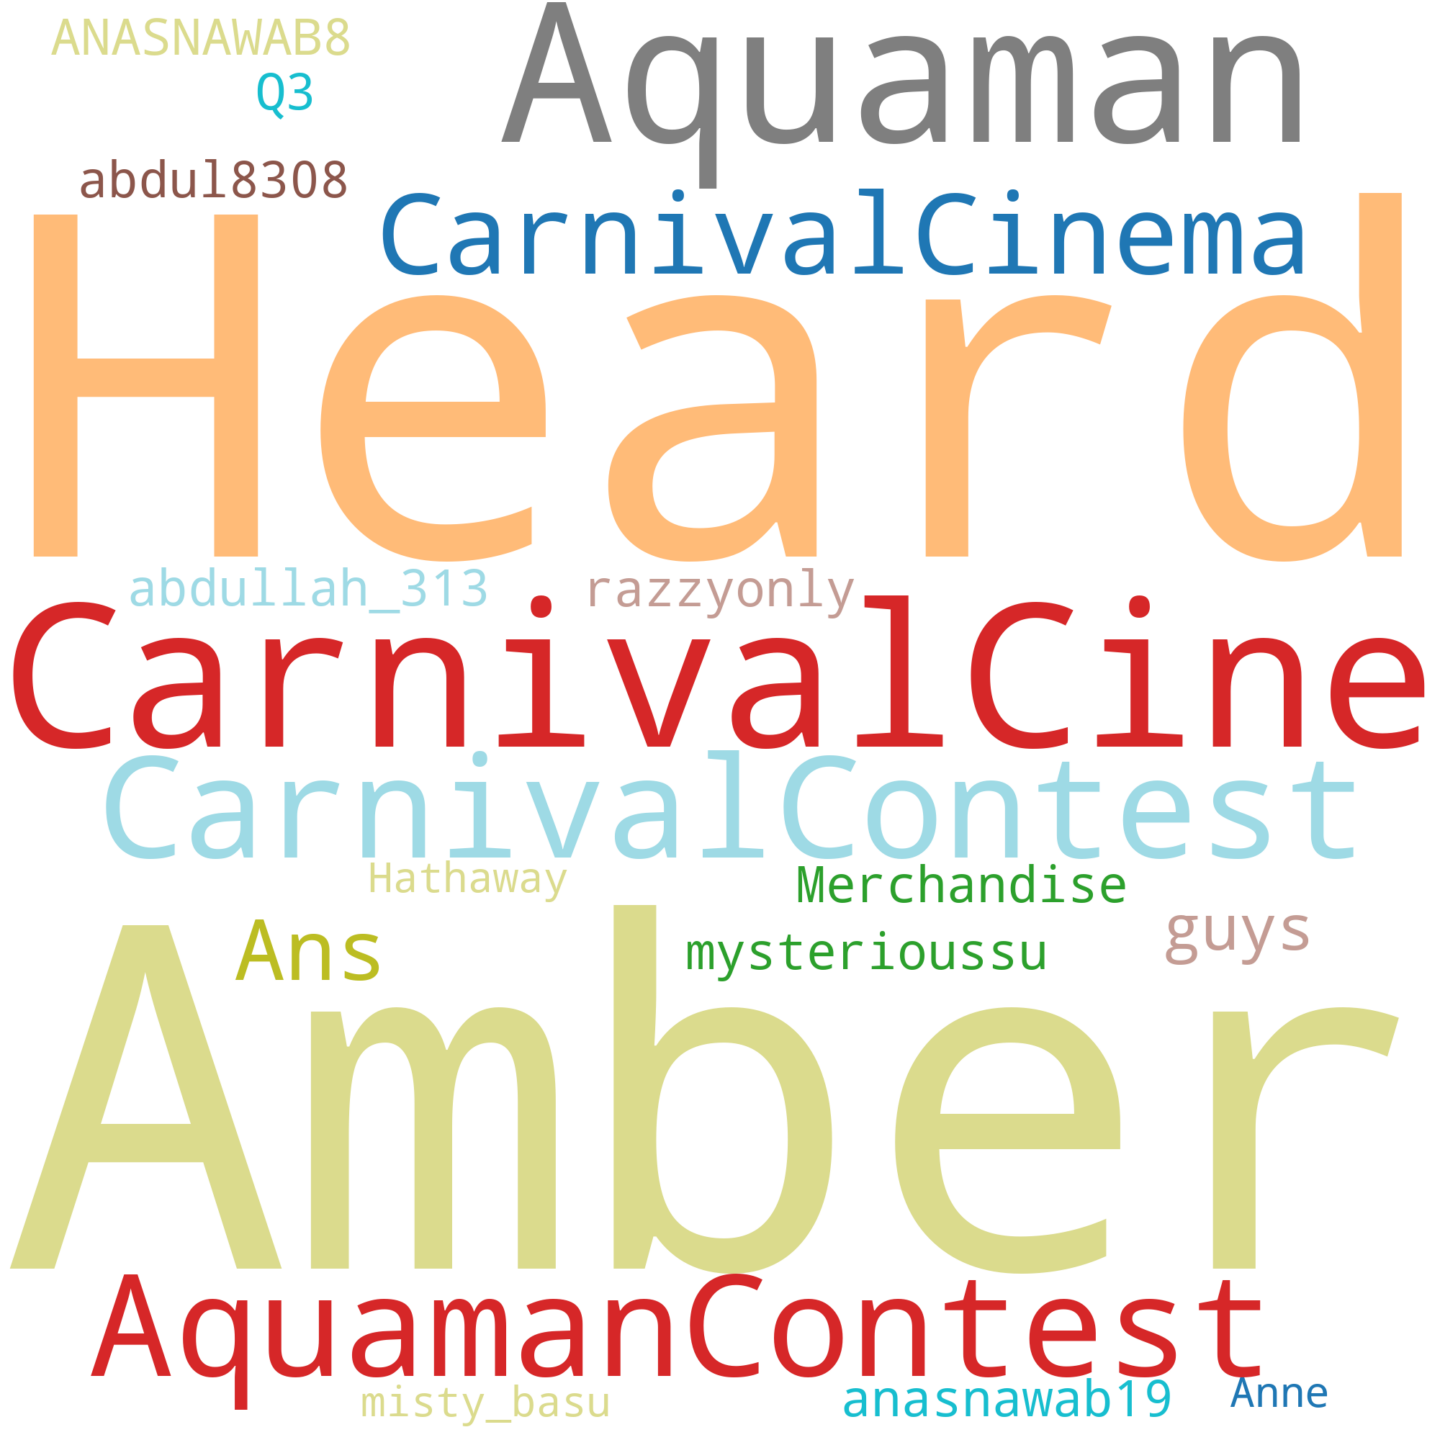 ANASNAWAB8
Aquaman
Q3
abdul8308
CarnivalCinema
Heard
abdullah_313 razzyonly
CarnivalCine
CarnivalContest
Hathaway Merchandise
Ans mysterioussu guys
Amber
AquamanContest
misty_basu anasnawab19 Anne